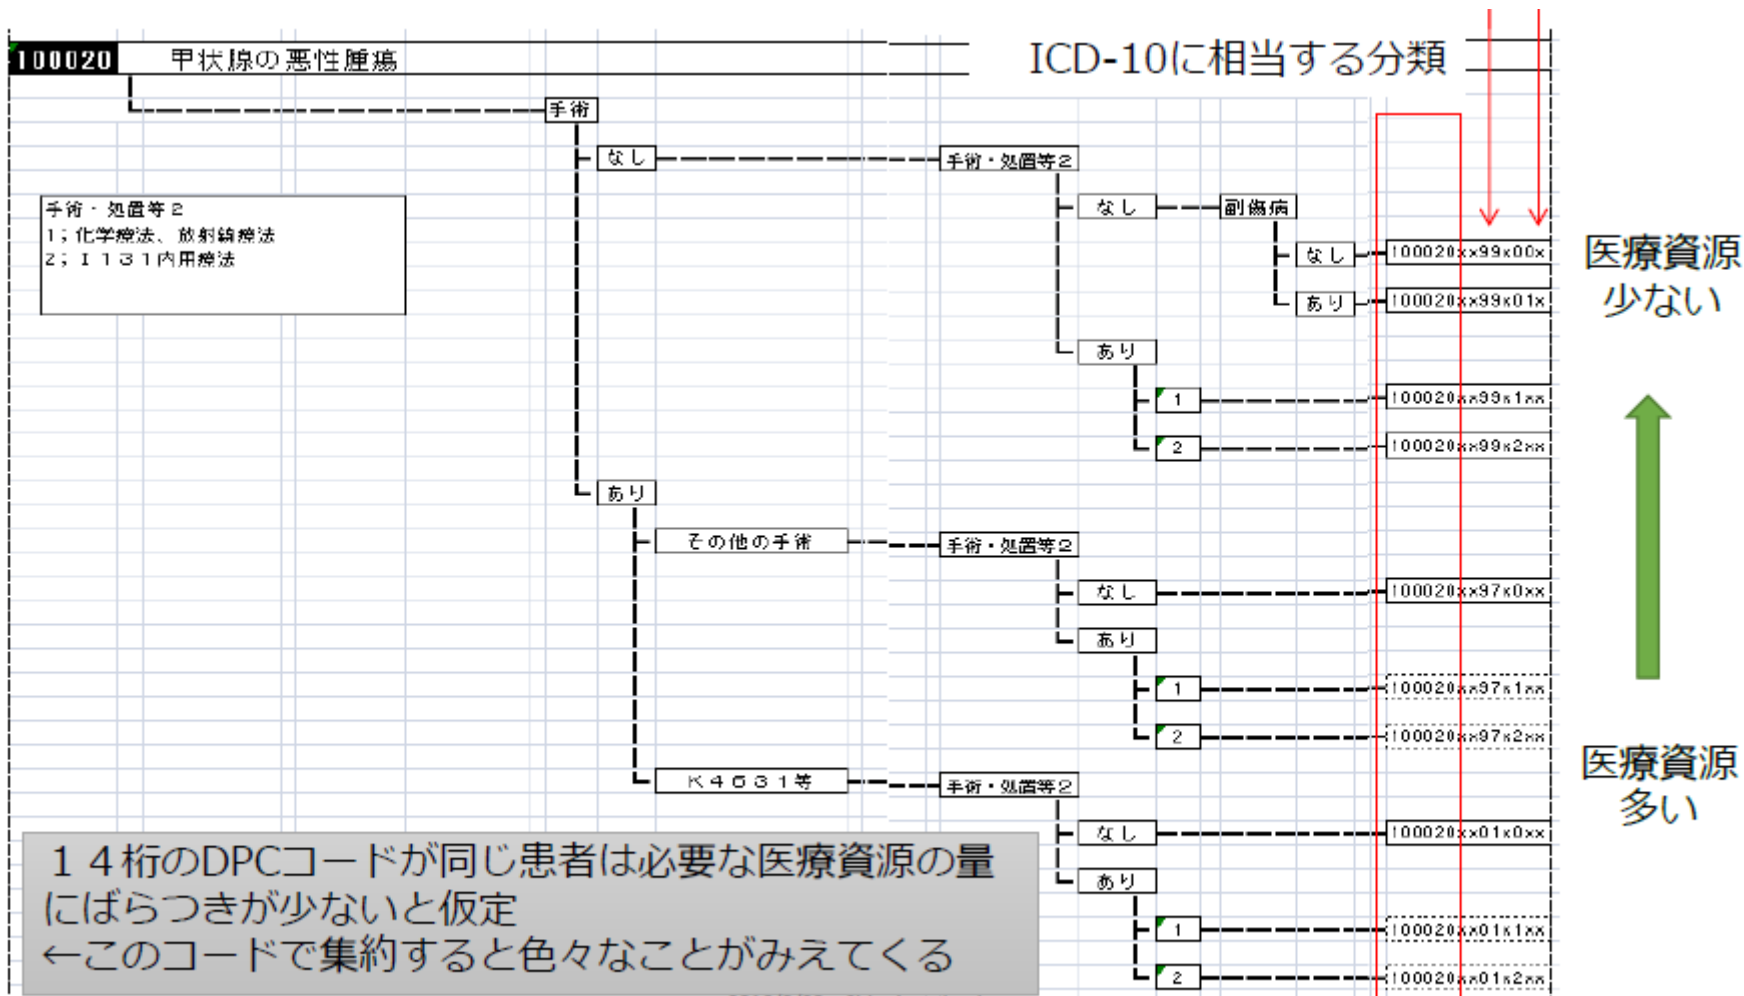 100020 甲状腺の悪性腫瘍
ICD-10に相当する分類
手術
なし
手術・処置等2
手術・処置等2
1;化学療法、放射線療法
2;I131内用療法
なし
副傷病
なし
100020xx99x00x
あり
100020xx99x01x
医療資源
少ない
あり
1
100020xx99x1xx
2
100020xx99x2xx
あり
その他の手術
手術・処置等2
なし
100020xx97x0xx
あり
1
100020xx97x1xx
2
100020xx97x2xx
医療資源
多い
K4631等
手術・処置等2
なし
100020xx01x0xx
あり
1
100020xx01x1xx
2
100020xx01x2xx
14桁のDPCコードが同じ患者は必要な医療資源の量
にばらつきが少ないと仮定
←このコードで集約すると色々なことがみえてくる